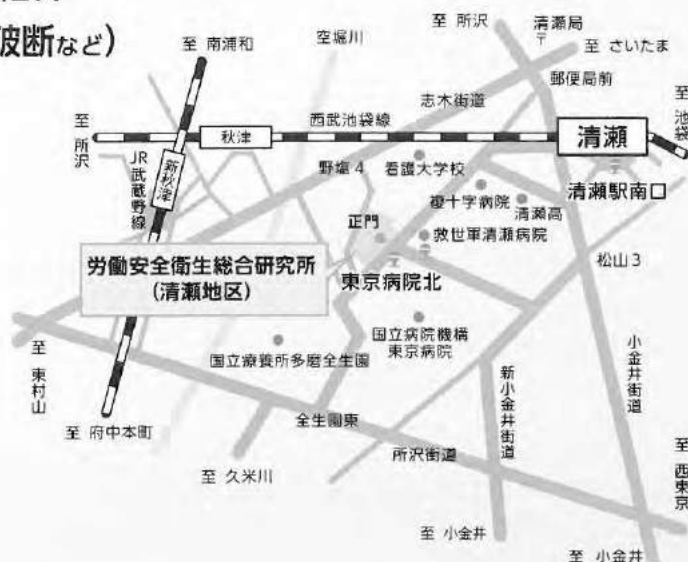 破断など)
至 南浦和
空堀川
至 所沢
清瀬局
〒
至 さいたま
郵便局前
志木街道
至 所沢
秋津
西武池袋線
清瀬
至 池袋
JR武蔵野線
新秋津
野塩4
看護大学校
複十字病院
清瀬高
清瀬駅南口
正門
救世軍清瀬病院
松山3
労働安全衛生総合研究所
(清瀬地区)
東京病院北
国立病院機構
東京病院
国立療養所多磨全生園
至 東村山
新小金井街道
小金井街道
至 府中本町
全生園東
所沢街道
至 久米川
至 西東京
至 小金井
至 小金井